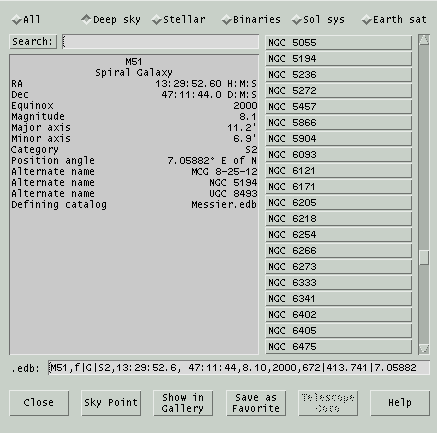 All Deep sky Stellar Binaries Sol sys Earth sat
Search:
M51
Spiral Galaxy
RA 13:29:52.60 H:M:S
Dec 47:11:44.0 D:M:S
Equinox 2000
Magnitude 8.1
Major axis 11.2'
Minor axis 6.9'
Category S2
Position angle 7.05882° E of N
Alternate name MCG 8-25-12
Alternate name NGC 5194
Alternate name UGC 8493
Defining catalog Messier.edb
NGC 5055
NGC 5194
NGC 5236
NGC 5272
NGC 5457
NGC 5866
NGC 5904
NGC 6093
NGC 6121
NGC 6171
NGC 6205
NGC 6218
NGC 6254
NGC 6266
NGC 6273
NGC 6333
NGC 6341
NGC 6402
NGC 6405
NGC 6475
.edb: M51,f|G|S2,13:29:52.6, 47:11:44,8.10,2000,672|413.741|7.05882
Close
Sky Point
Show in
Gallery
Save as
Favorite
Telescope
Goto
Help